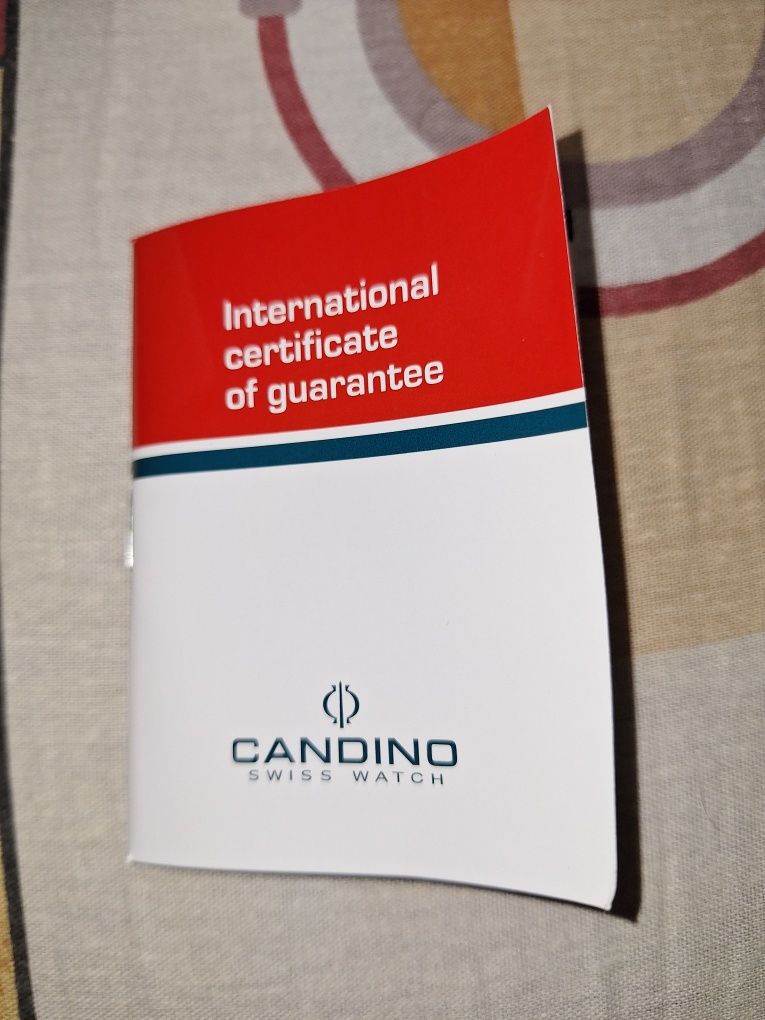 International
certificate
of guarantee
CANDINO
SWISS WATCH